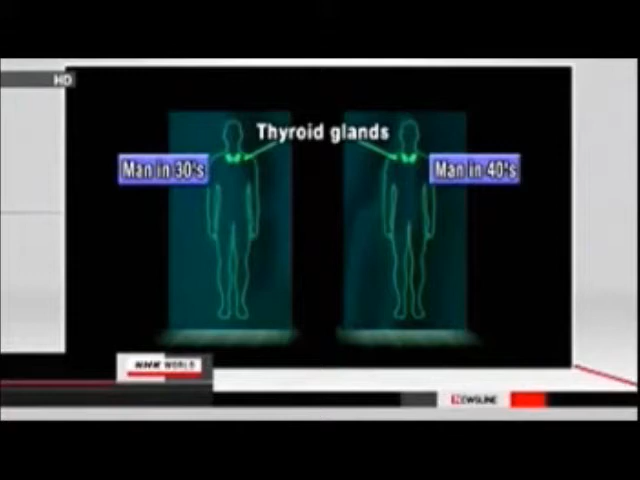 HD
Thyroid glands
Man in 30's
Man in 40's
NHK WORLD
NEWSLINE